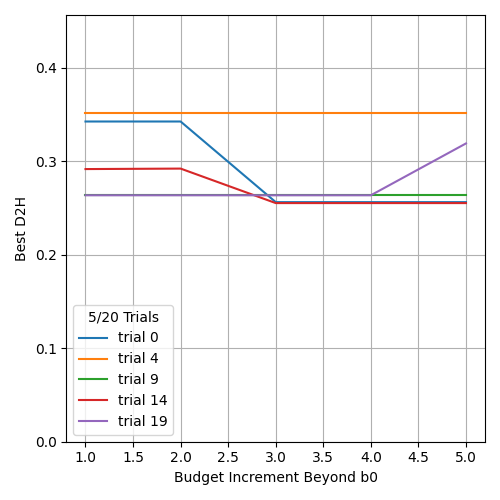 Best D2H
0.4
0.3
0.2
0.1
0.0
5/20 Trials
trial 0
trial 4
trial 9
trial 14
trial 19
1.0 1.5 2.0 2.5 3.0 3.5 4.0 4.5 5.0
Budget Increment Beyond b0